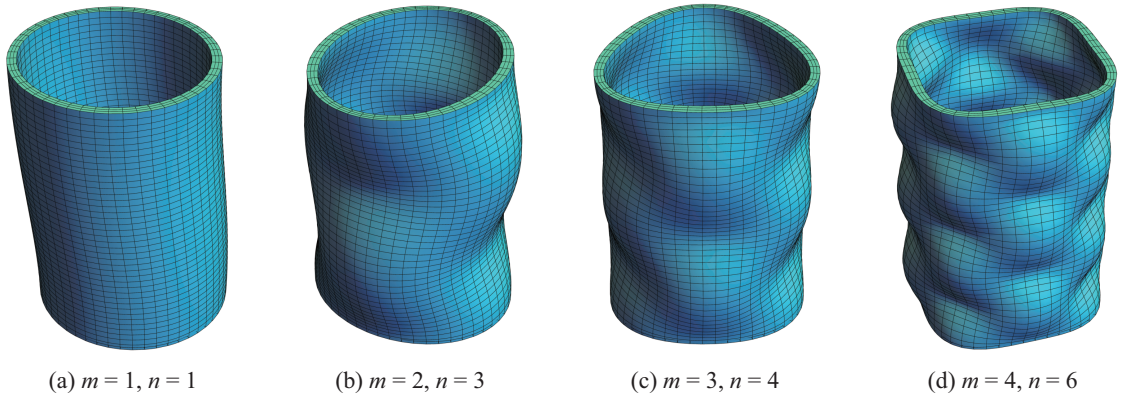 (a) m = 1, n = 1
(b) m = 2, n = 3
(c) m = 3, n = 4
(d) m = 4, n = 6